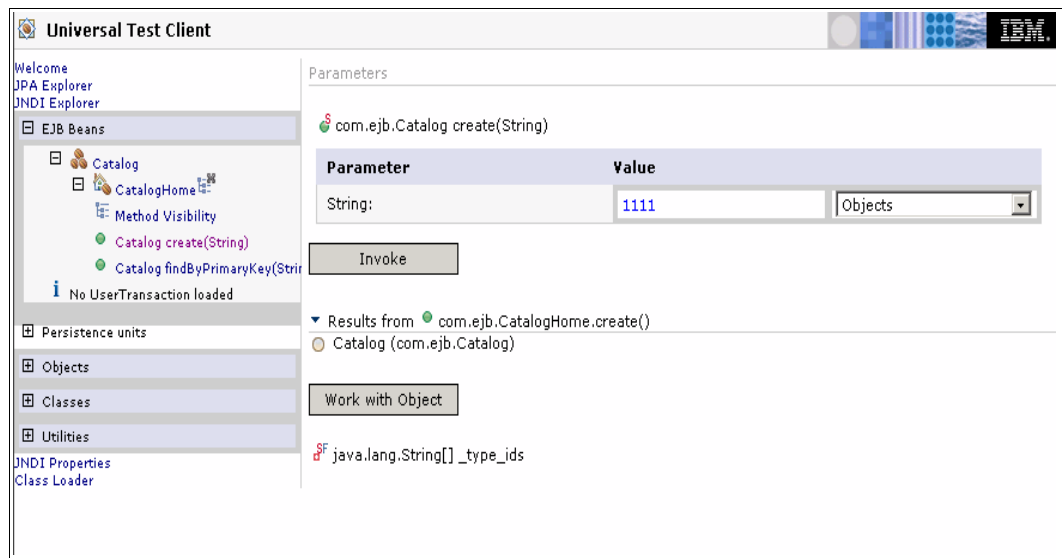 Universal Test Client
IBM.
Welcome
JPA Explorer
JNDI Explorer
EJB Beans
Catalog
CatalogHome
Method Visibility
Catalog create(String)
Catalog findByPrimaryKey(Strin
No UserTransaction loaded
Persistence units
Objects
Classes
Utilities
JNDI Properties
Class Loader
Parameters
com.ejb.Catalog create(String)
Parameter Value
String: 1111 Objects
Invoke
Results from com.ejb.CatalogHome.create()
Catalog (com.ejb.Catalog)
Work with Object
java.lang.String[] _type_ids